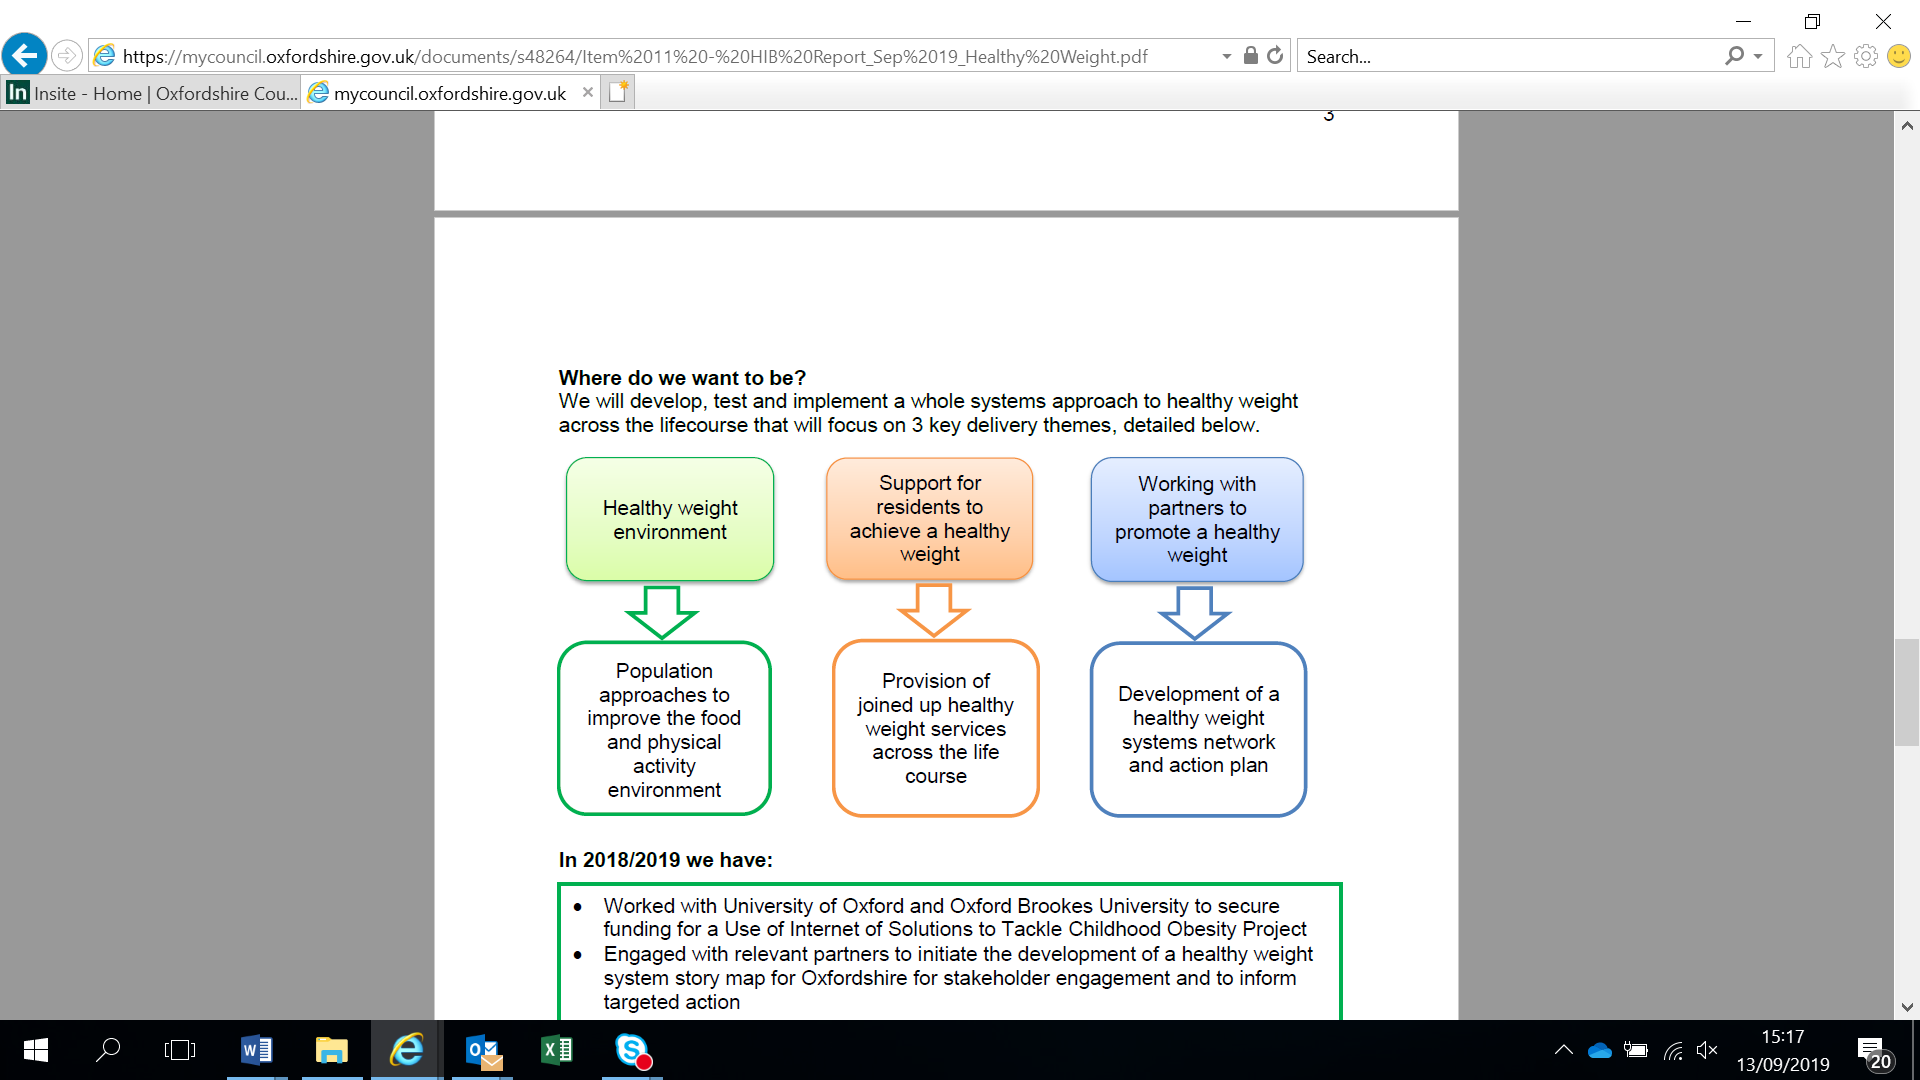 https://mycouncil.oxfordshire.gov.uk/documents/s48264/Item%2011%20-%20HIB%20Report_Sep%2019_Healthy%20Weight.pdf
Search...
In Insite - Home | Oxfordshire Cou...
mycouncil.oxfordshire.gov.uk
3
Where do we want to be?
We will develop, test and implement a whole systems approach to healthy weight
across the lifecourse that will focus on 3 key delivery themes, detailed below.
Healthy weight
environment
Support for
residents to
achieve a healthy
weight
Working with
partners to
promote a healthy
weight
Population
approaches to
improve the food
and physical
activity
environment
Provision of
joined up healthy
weight services
across the life
course
Development of a
healthy weight
systems network
and action plan
In 2018/2019 we have:
• Worked with University of Oxford and Oxford Brookes University to secure
funding for a Use of Internet of Solutions to Tackle Childhood Obesity Project
• Engaged with relevant partners to initiate the development of a healthy weight
system story map for Oxfordshire for stakeholder engagement and to inform
targeted action
15:17
13/09/2019
20